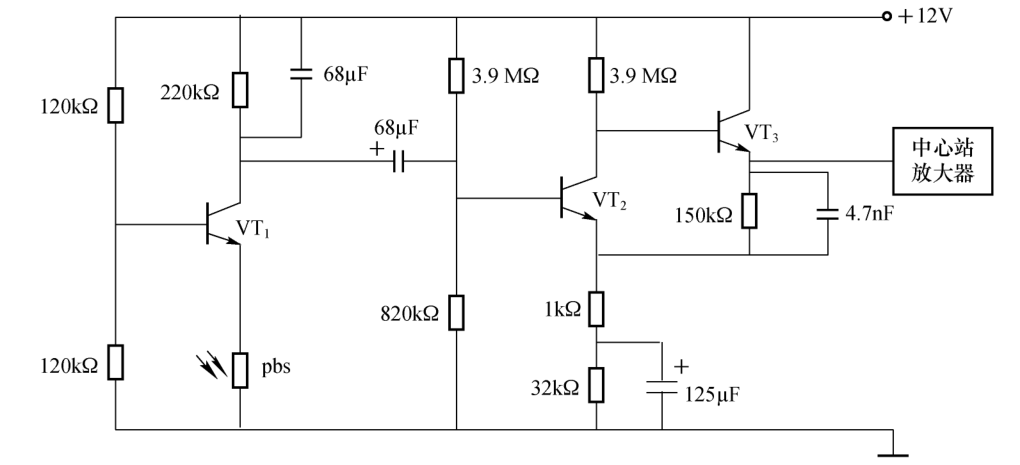 +12V
120kΩ
220kΩ
68μF
68μF
+
3.9 MΩ
3.9 MΩ
VT₃
中心站
放大器
VT₁
VT₂
150kΩ
4.7nF
820kΩ
1kΩ
120kΩ
pbs
32kΩ
+
125μF